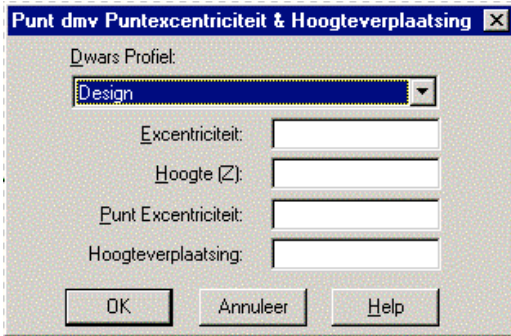 Punt dmv Puntexcentriciteit & Hoogteverplaatsing
Dwars Profiel:
Design
Excentriciteit:
Hoogte (Z):
Punt Excentriciteit:
Hoogteverplaatsing:
OK Annuleer Help